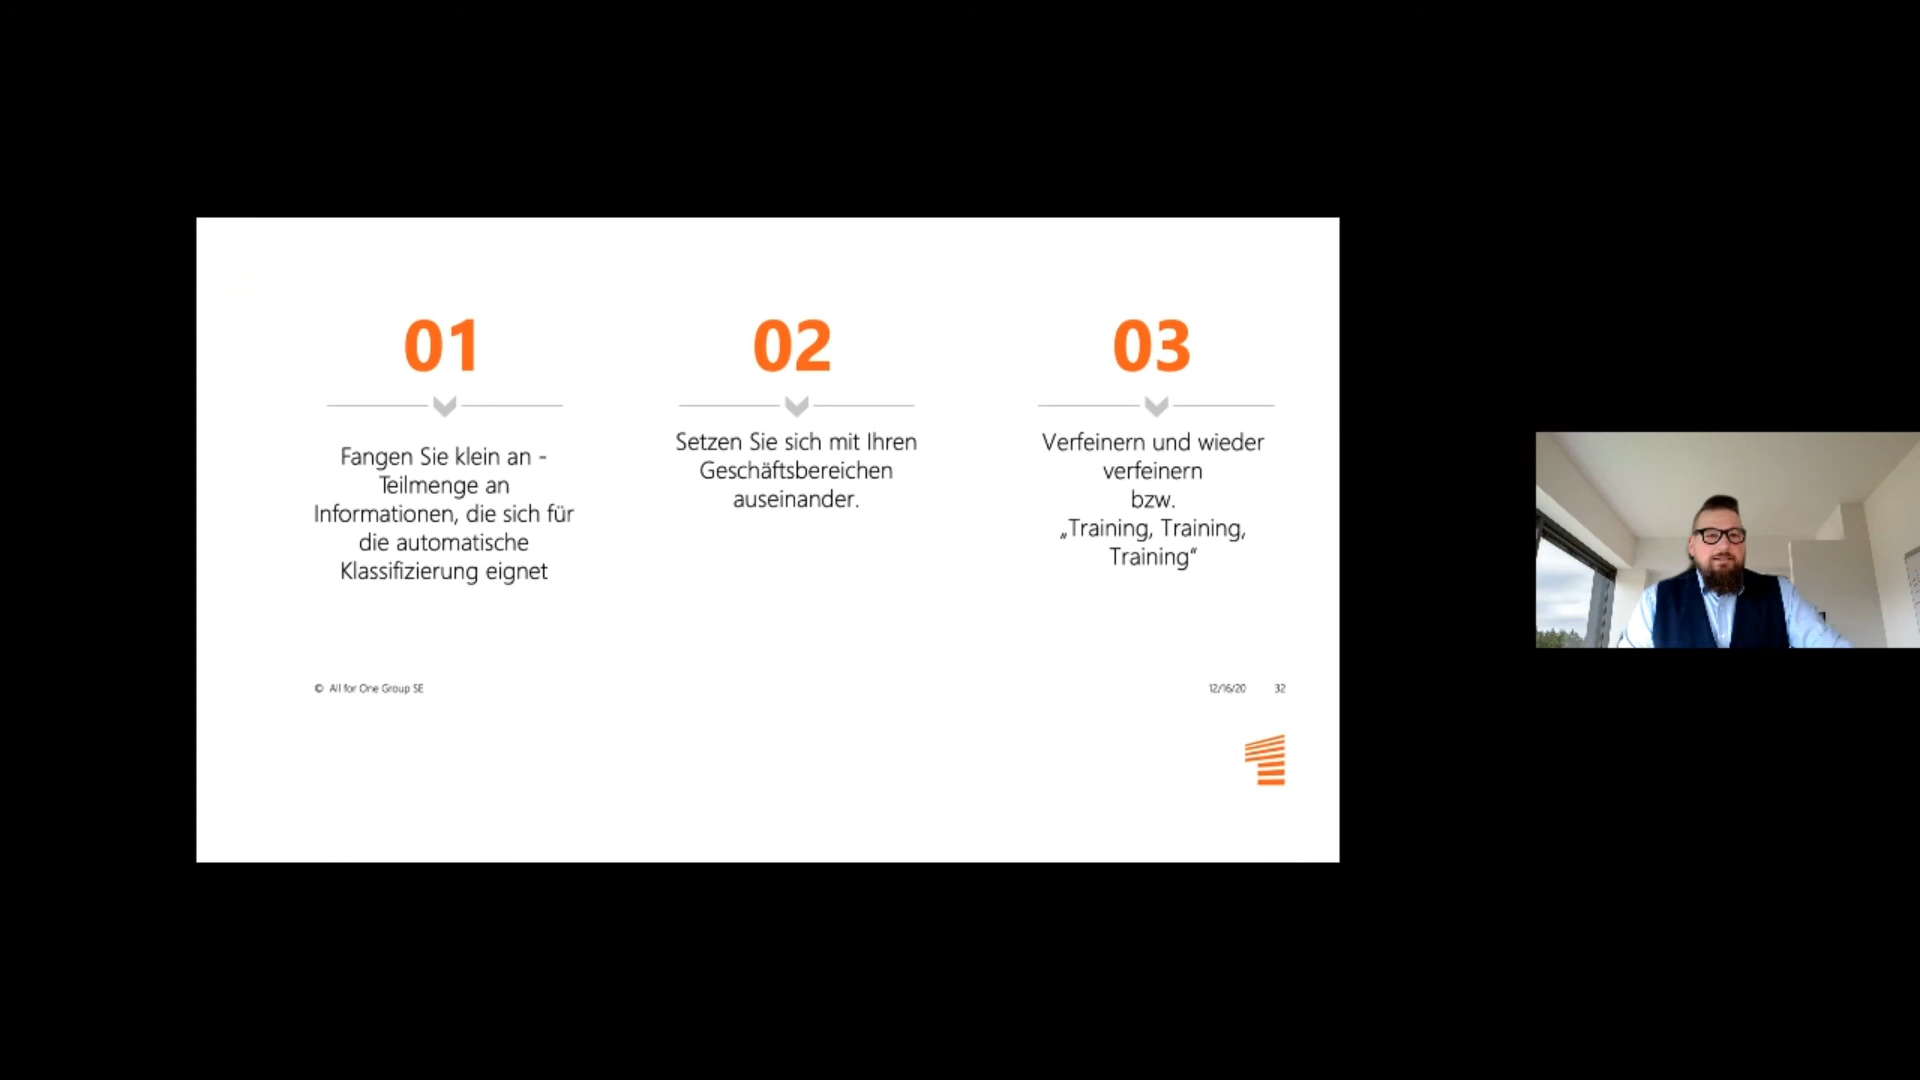 01
Fangen Sie klein an -
Teilmenge an
Informationen, die sich für
die automatische
Klassifizierung eignet
02
Setzen Sie sich mit Ihren
Geschäftsbereichen
auseinander.
03
Verfeinern und wieder
verfeinern
bzw.
„Training, Training,
Training“
© All for One Group SE
12/16/20 32